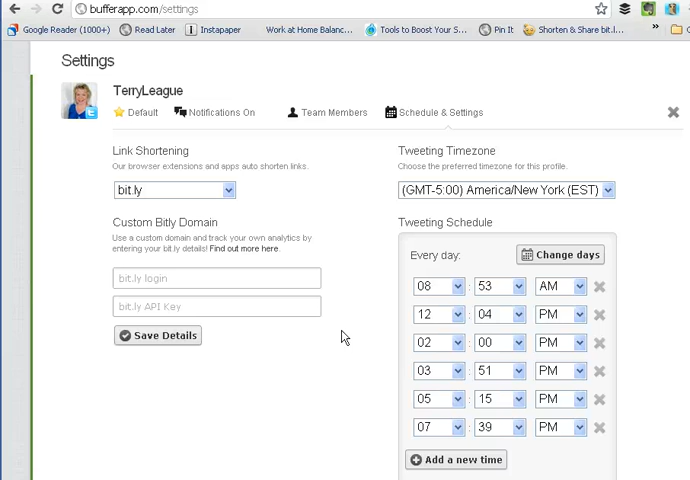 bufferapp.com/settings
Google Reader (1000+) Read Later Instapaper Work at Home Balanc... Tools to Boost Your S... Pin It Shorten & Share bit.l... »
Settings
TerryLeague
Default Notifications On Team Members Schedule & Settings
Link Shortening
Our browser extensions and apps auto shorten links.
bit.ly
Custom Bitly Domain
Use a custom domain and track your own analytics by
entering your bit.ly details! Find out more here.
bit.ly login
bit.ly API Key
Save Details
Tweeting Timezone
Choose the preferred timezone for this profile.
(GMT-5:00) America/New York (EST)
Tweeting Schedule
Every day: Change days
08 : 53 AM
12 : 04 PM
02 : 00 PM
03 : 51 PM
05 : 15 PM
07 : 39 PM
Add a new time